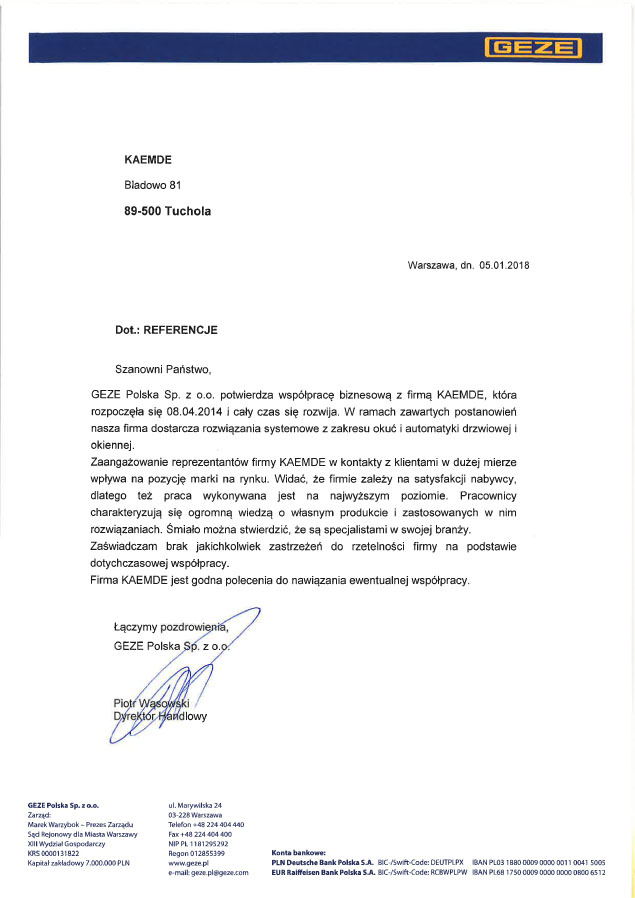 GEZE
KAEMDE
Bladowo 81
89-500 Tuchola
Warszawa, dn. 05.01.2018
Dot.: REFERENCJE
Szanowni Państwo,
GEZE Polska Sp. z o.o. potwierdza współpracę biznesową z firmą KAEMDE, która
rozpoczęła się 08.04.2014 i cały czas się rozwija. W ramach zawartych postanowień
nasza firma dostarcza rozwiązania systemowe z zakresu okuć i automatyki drzwiowej i
okiennej.
Zaangażowanie reprezentantów firmy KAEMDE w kontakty z klientami w dużej mierze
wpływa na pozycję marki na rynku. Widać, że firmie zależy na satysfakcji nabywcy,
dlatego też praca wykonywana jest na najwyższym poziomie. Pracownicy
charakteryzują się ogromną wiedzą o własnym produkcie i zastosowanych w nim
rozwiązaniach. Śmiało można stwierdzić, że są specjalistami w swojej branży.
Zaświadczam brak jakichkolwiek zastrzeżeń do rzetelności firmy na podstawie
dotychczasowej współpracy.
Firma KAEMDE jest godna polecenia do nawiązania ewentualnej współpracy.
Łączymy pozdrowienia,
GEZE Polska Sp. z o.o.
Piotr Wąsowski
Dyrektor Handlowy
GEZE Polska Sp. z o.o.
Zarząd:
Marek Warzybok – Prezes Zarządu
Sąd Rejonowy dla Miasta Warszawy
XIII Wydział Gospodarczy
KRS 0000131822
Kapitał zakładowy 7.000.000 PLN
ul. Marywilska 24
03-228 Warszawa
Telefon +48 224 404 440
Fax +48 224 404 400
NIP PL 1181295292
Regon 012855399
www.geze.pl
e-mail: geze.pl@geze.com
Konta bankowe:
PLN Deutsche Bank Polska S.A. BIC-/Swift-Code: DEUTPLPX IBAN PL03 1880 0009 0000 0011 0041 5005
EUR Raiffeisen Bank Polska S.A. BIC-/Swift-Code: RCBWPLPW IBAN PL68 1750 0009 0000 0000 0800 6512